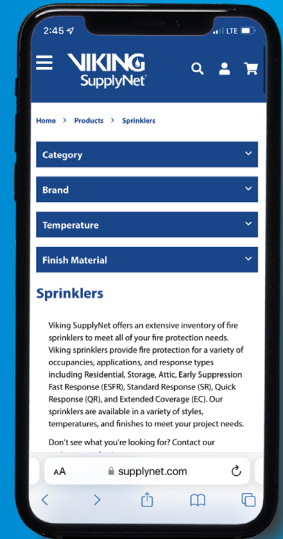 2:45
LTE
VIKING
SupplyNet
Home > Products > Sprinklers
Category
Brand
Temperature
Finish Material
Sprinklers
Viking SupplyNet offers an extensive inventory of fire
sprinklers to meet all of your fire protection needs.
Viking sprinklers provide fire protection for a variety of
occupancies, applications, and response types
including Residential, Storage, Attic, Early Suppression
Fast Response (ESFR), Standard Response (SR), Quick
Response (QR), and Extended Coverage (EC). Our
sprinklers are available in a variety of styles,
temperatures, and finishes to meet your project needs.
Don't see what you're looking for? Contact our
AA supplynet.com